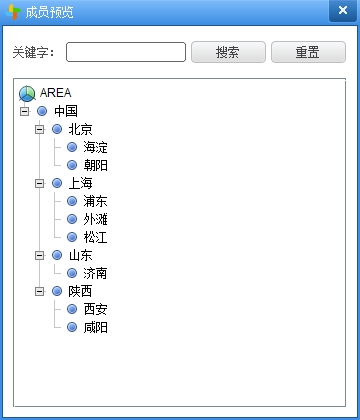 成员预览
关键字： 搜索 重置
AREA
中国
北京
海淀
朝阳
上海
浦东
外滩
松江
山东
济南
陕西
西安
咸阳